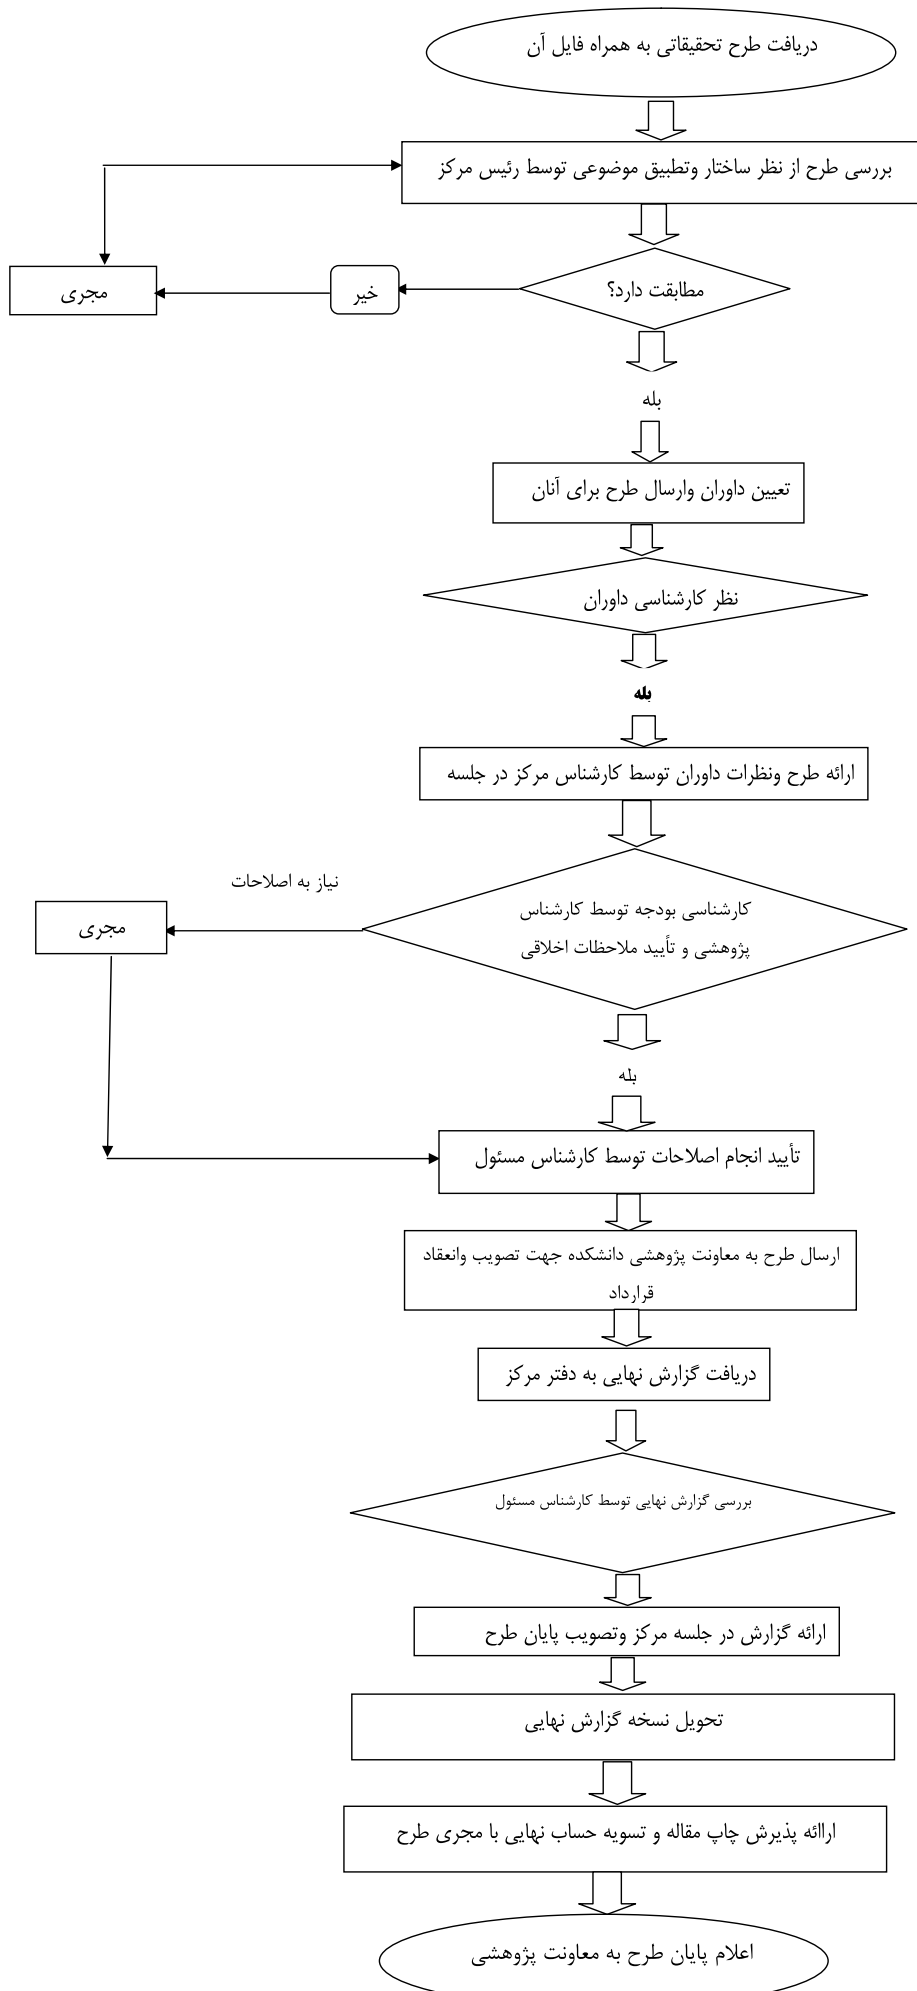 دریافت طرح تحقیقاتی به همراه فایل آن
بررسی طرح از نظر ساختار وتطبیق موضوعی توسط رئیس مرکز
مطابقت دارد؟
خیر
مجری
بله
تعیین داوران وارسال طرح برای آنان
نظر کارشناسی داوران
بله
ارائه طرح ونظرات داوران توسط کارشناس مرکز در جلسه
نیاز به اصلاحات
کارشناسی بودجه توسط کارشناس
پژوهشی و تأیید ملاحظات اخلاقی
مجری
بله
تأیید انجام اصلاحات توسط کارشناس مسئول
ارسال طرح به معاونت پژوهشی دانشکده جهت تصویب وانعقاد
قرارداد
دریافت گزارش نهایی به دفتر مرکز
بررسی گزارش نهایی توسط کارشناس مسئول
ارائه گزارش در جلسه مرکز وتصویب پایان طرح
تحویل نسخه گزارش نهایی
اراائه پذیرش چاپ مقاله و تسویه حساب نهایی با مجری طرح
اعلام پایان طرح به معاونت پژوهشی